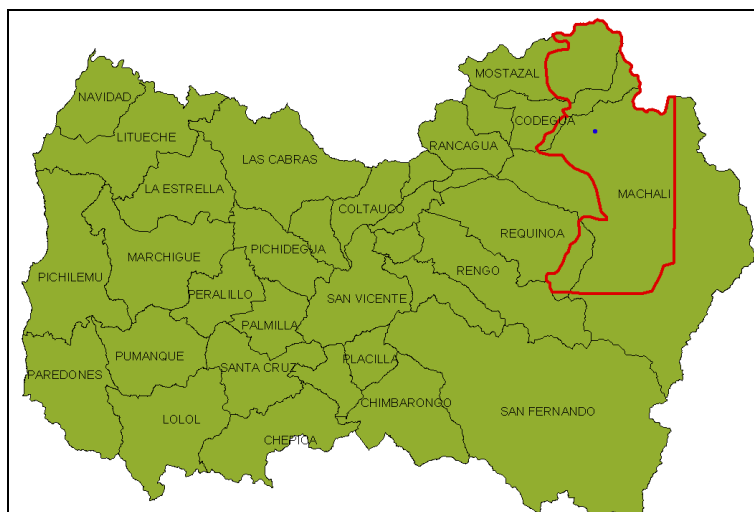 MOSTAZAL
NAVIDAD
CODEGUA
LITUECHE
RANCAGUA
LAS CABRAS
LA ESTRELLA
MACHALI
COLTAUCO
REQUINOA
PICHIDEGUA
MARCHIGUE
RENGO
PICHILEMU
PERALILLO
SAN VICENTE
PALMILLA
PUMANQUE
PLACILLA
SANTA CRUZ
PAREDONES
CHIMBARONGO
SAN FERNANDO
LOLOL
CHEPICA